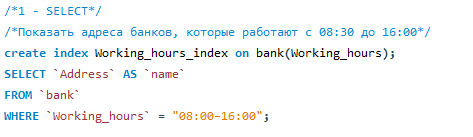 /*1 - SELECT*/
/*Показать адреса банков, которые работают с 08:30 до 16:00*/
create index Working_hours_index on bank(Working_hours);
SELECT `Address` AS `name`
FROM `bank`
WHERE `Working_hours` = "08:00–16:00";